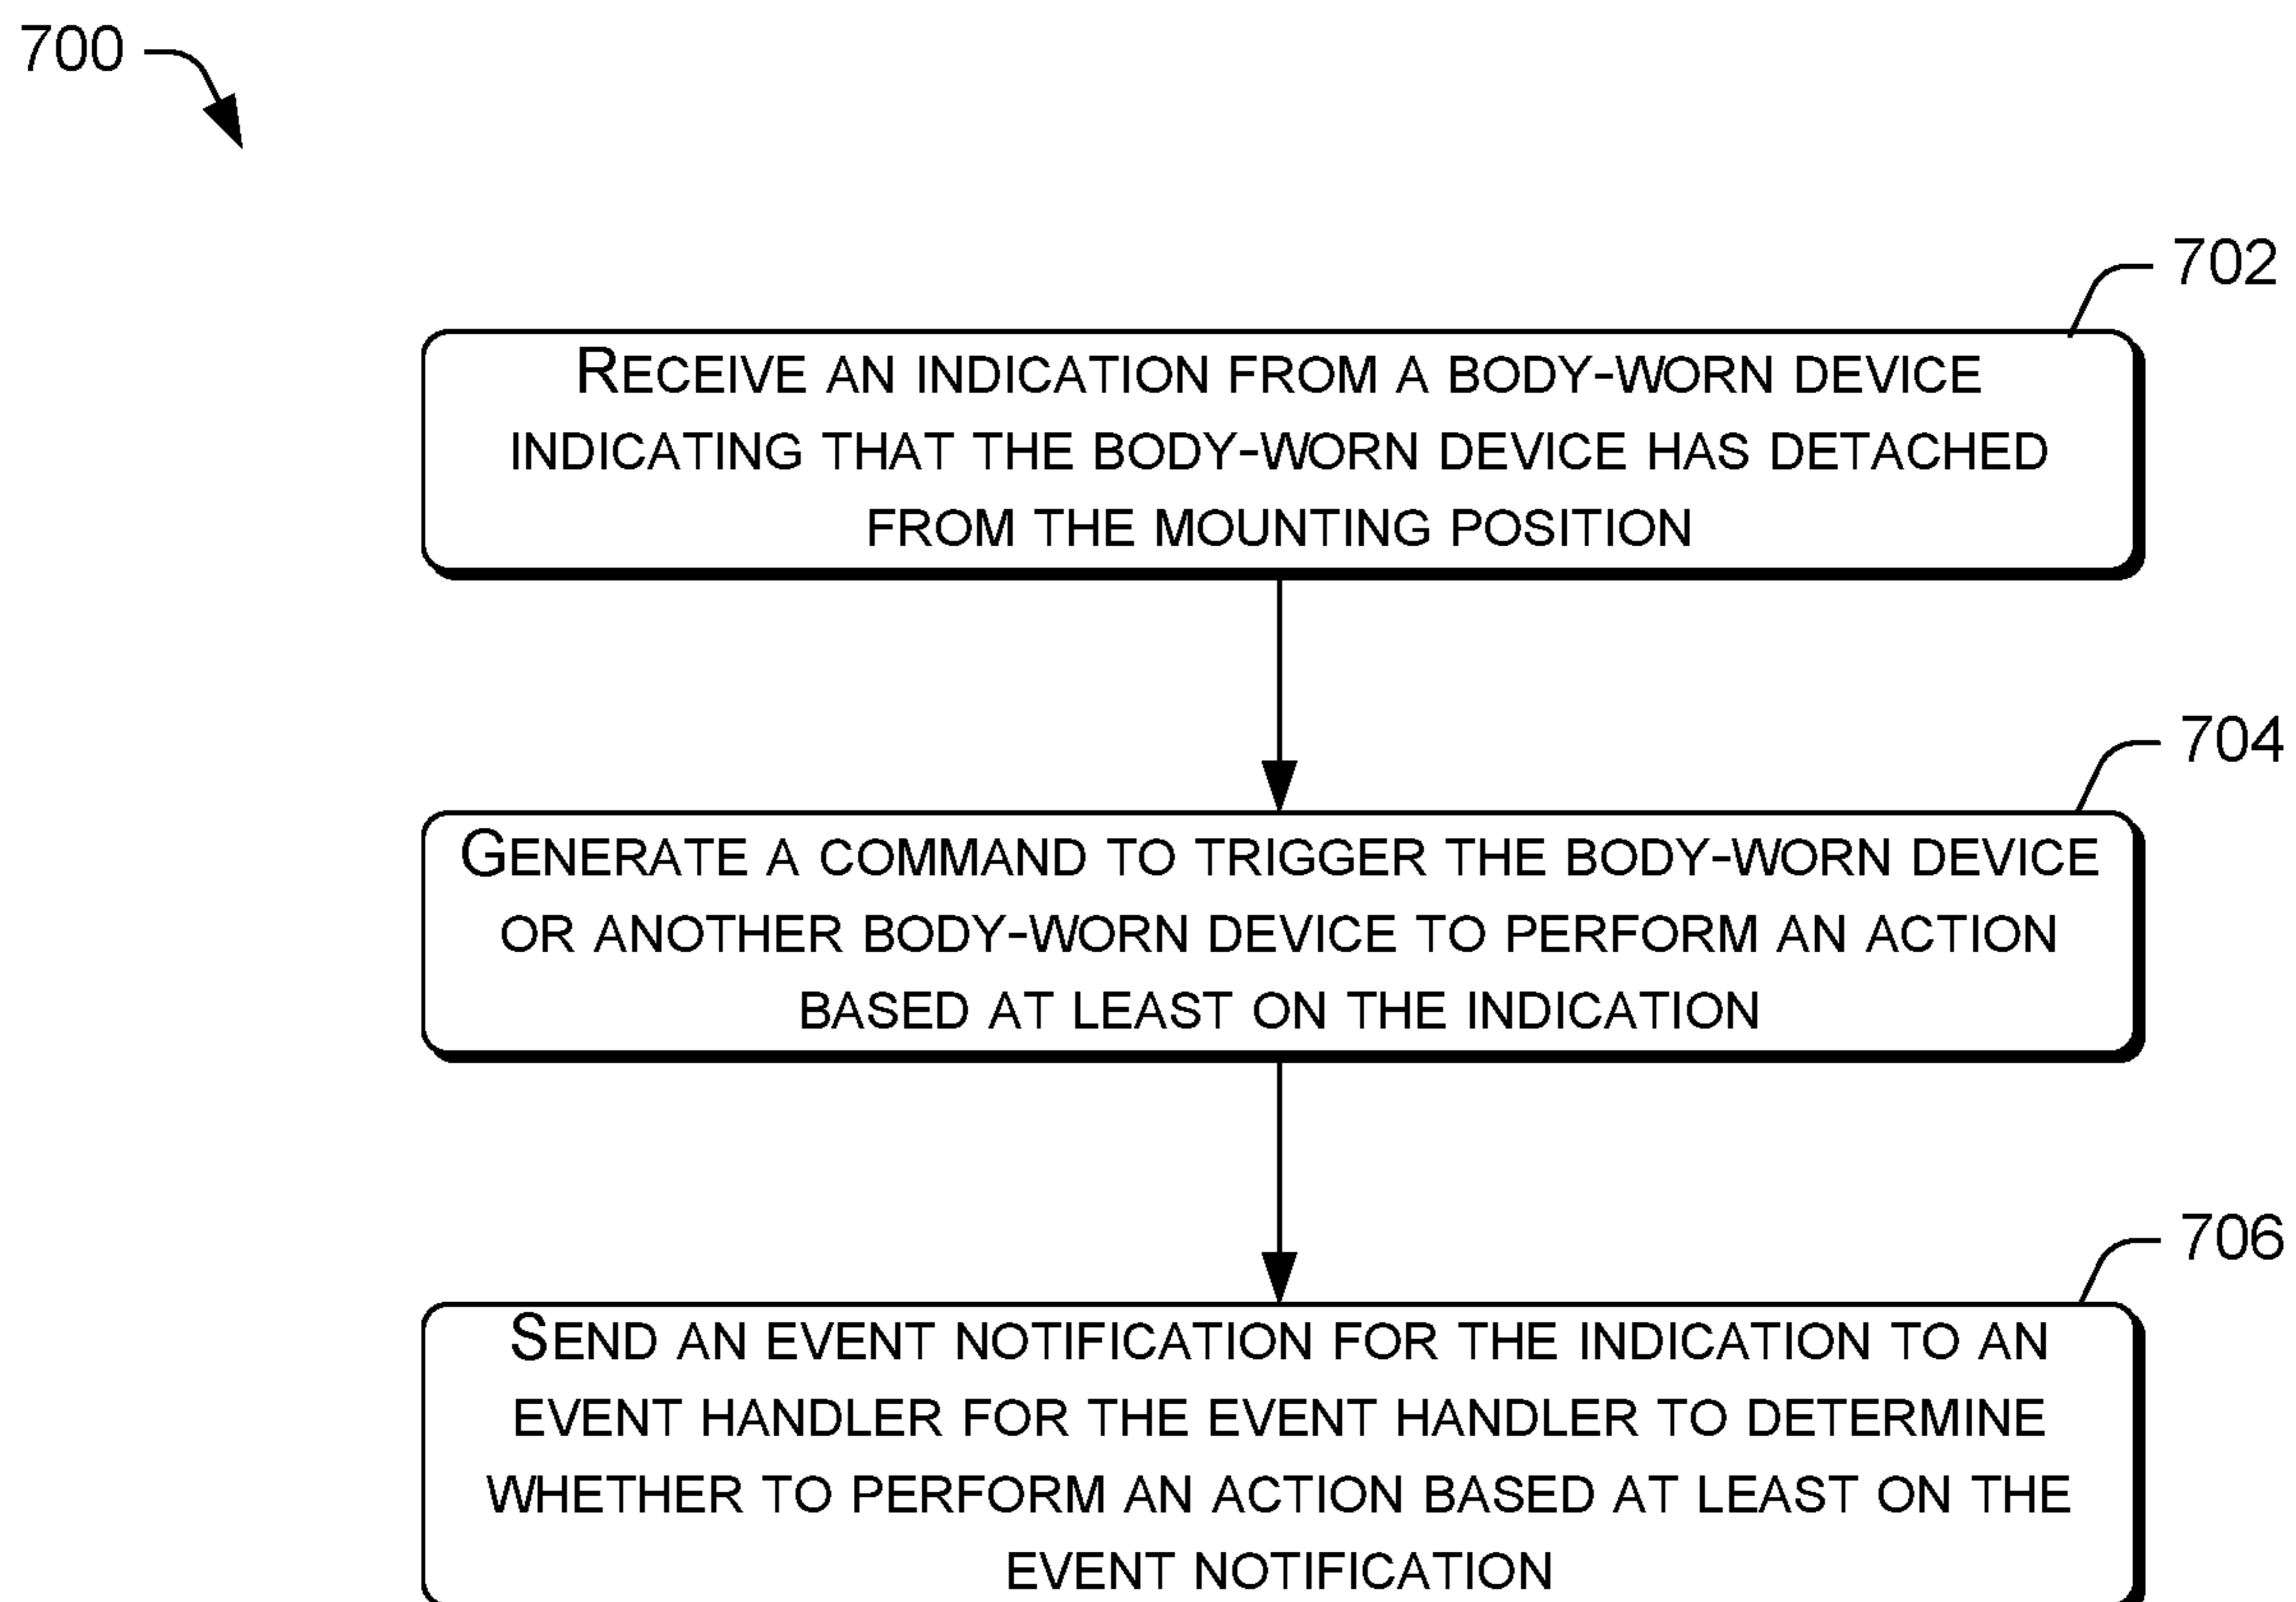 700
702
RECEIVE AN INDICATION FROM A BODY-WORN DEVICE
INDICATING THAT THE BODY-WORN DEVICE HAS DETACHED
FROM THE MOUNTING POSITION
704
GENERATE A COMMAND TO TRIGGER THE BODY-WORN DEVICE
OR ANOTHER BODY-WORN DEVICE TO PERFORM AN ACTION
BASED AT LEAST ON THE INDICATION
706
SEND AN EVENT NOTIFICATION FOR THE INDICATION TO AN
EVENT HANDLER FOR THE EVENT HANDLER TO DETERMINE
WHETHER TO PERFORM AN ACTION BASED AT LEAST ON THE
EVENT NOTIFICATION